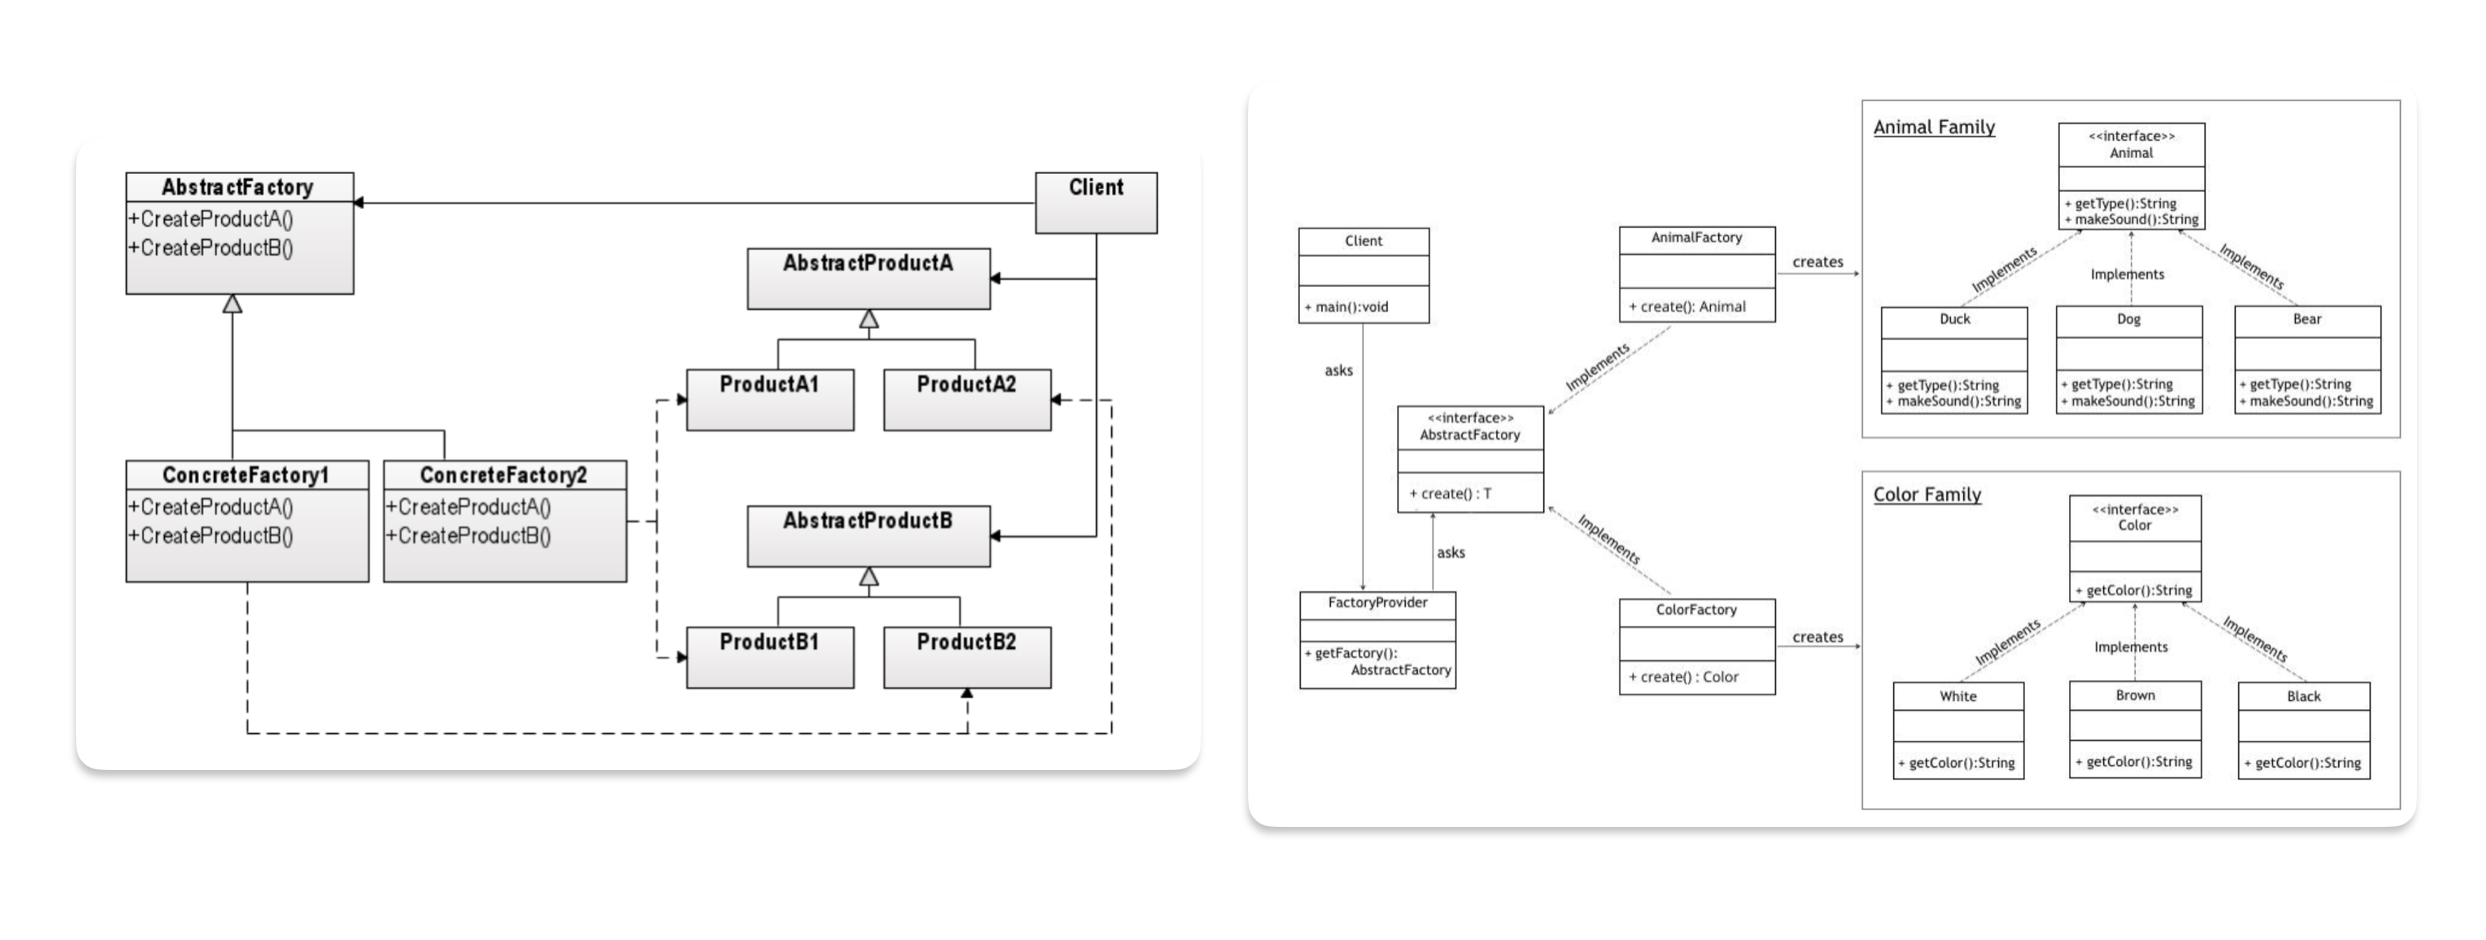 AbstractFactory
+CreateProductA()
+CreateProductB()
Client
AbstractProductA
ProductA1
ProductA2
ConcreteFactory1
+CreateProductA()
+CreateProductB()
ConcreteFactory2
+CreateProductA()
+CreateProductB()
AbstractProductB
ProductB1
ProductB2
Client
+ main():void
asks
AnimalFactory
+ create(): Animal
creates
Implements
<<interface>>
AbstractFactory
+ create() : T
asks
Implements
FactoryProvider
+ getFactory():
AbstractFactory
ColorFactory
+ create() : Color
creates
Animal Family
<<interface>>
Animal
+ getType():String
+ makeSound():String
Implements
Implements
Implements
Duck
+ getType():String
+ makeSound():String
Dog
+ getType():String
+ makeSound():String
Bear
+ getType():String
+ makeSound():String
Color Family
<<interface>>
Color
+ getColor():String
Implements
Implements
Implements
White
+ getColor():String
Brown
+ getColor():String
Black
+ getColor():String